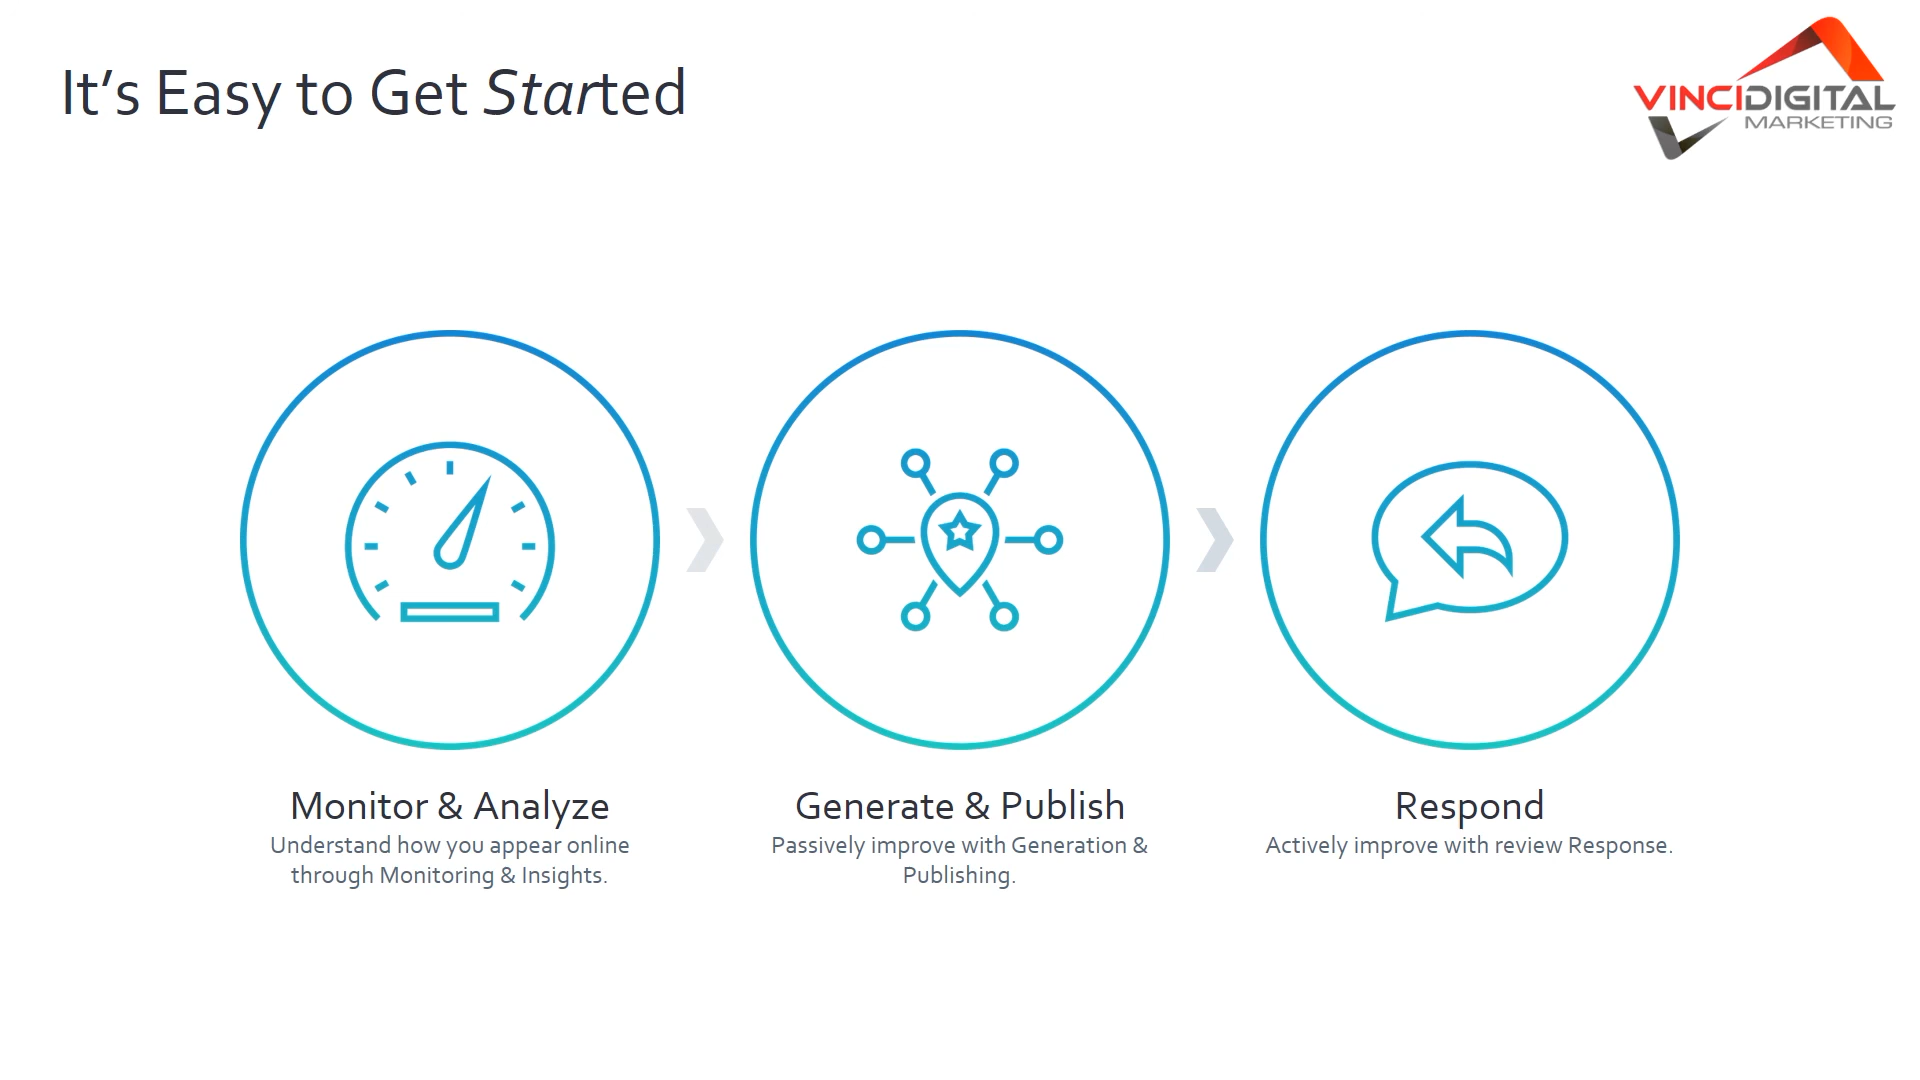 It’s Easy to Get Started
VINCIDIGITAL
MARKETING
Monitor & Analyze
Understand how you appear online
through Monitoring & Insights.
Generate & Publish
Passively improve with Generation &
Publishing.
Respond
Actively improve with review Response.